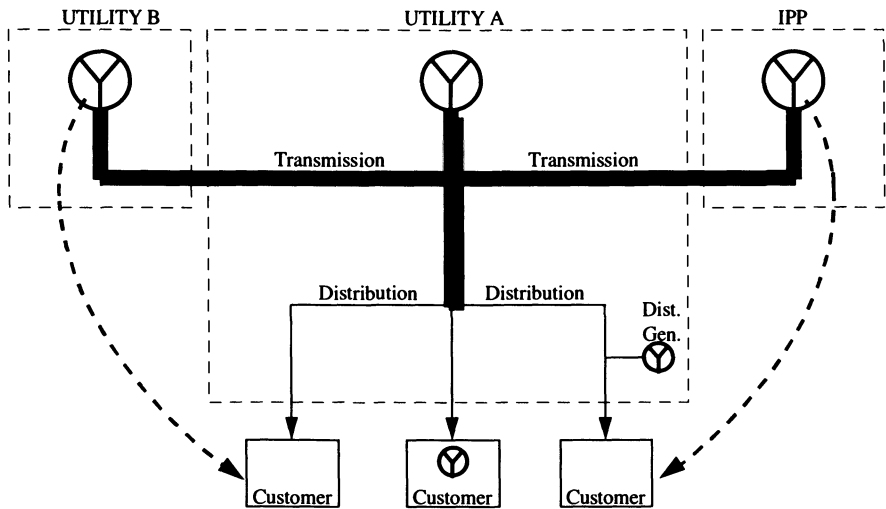 UTILITY B
UTILITY A
IPP
Transmission
Transmission
Distribution
Distribution
Dist.
Gen.
Customer
Customer
Customer